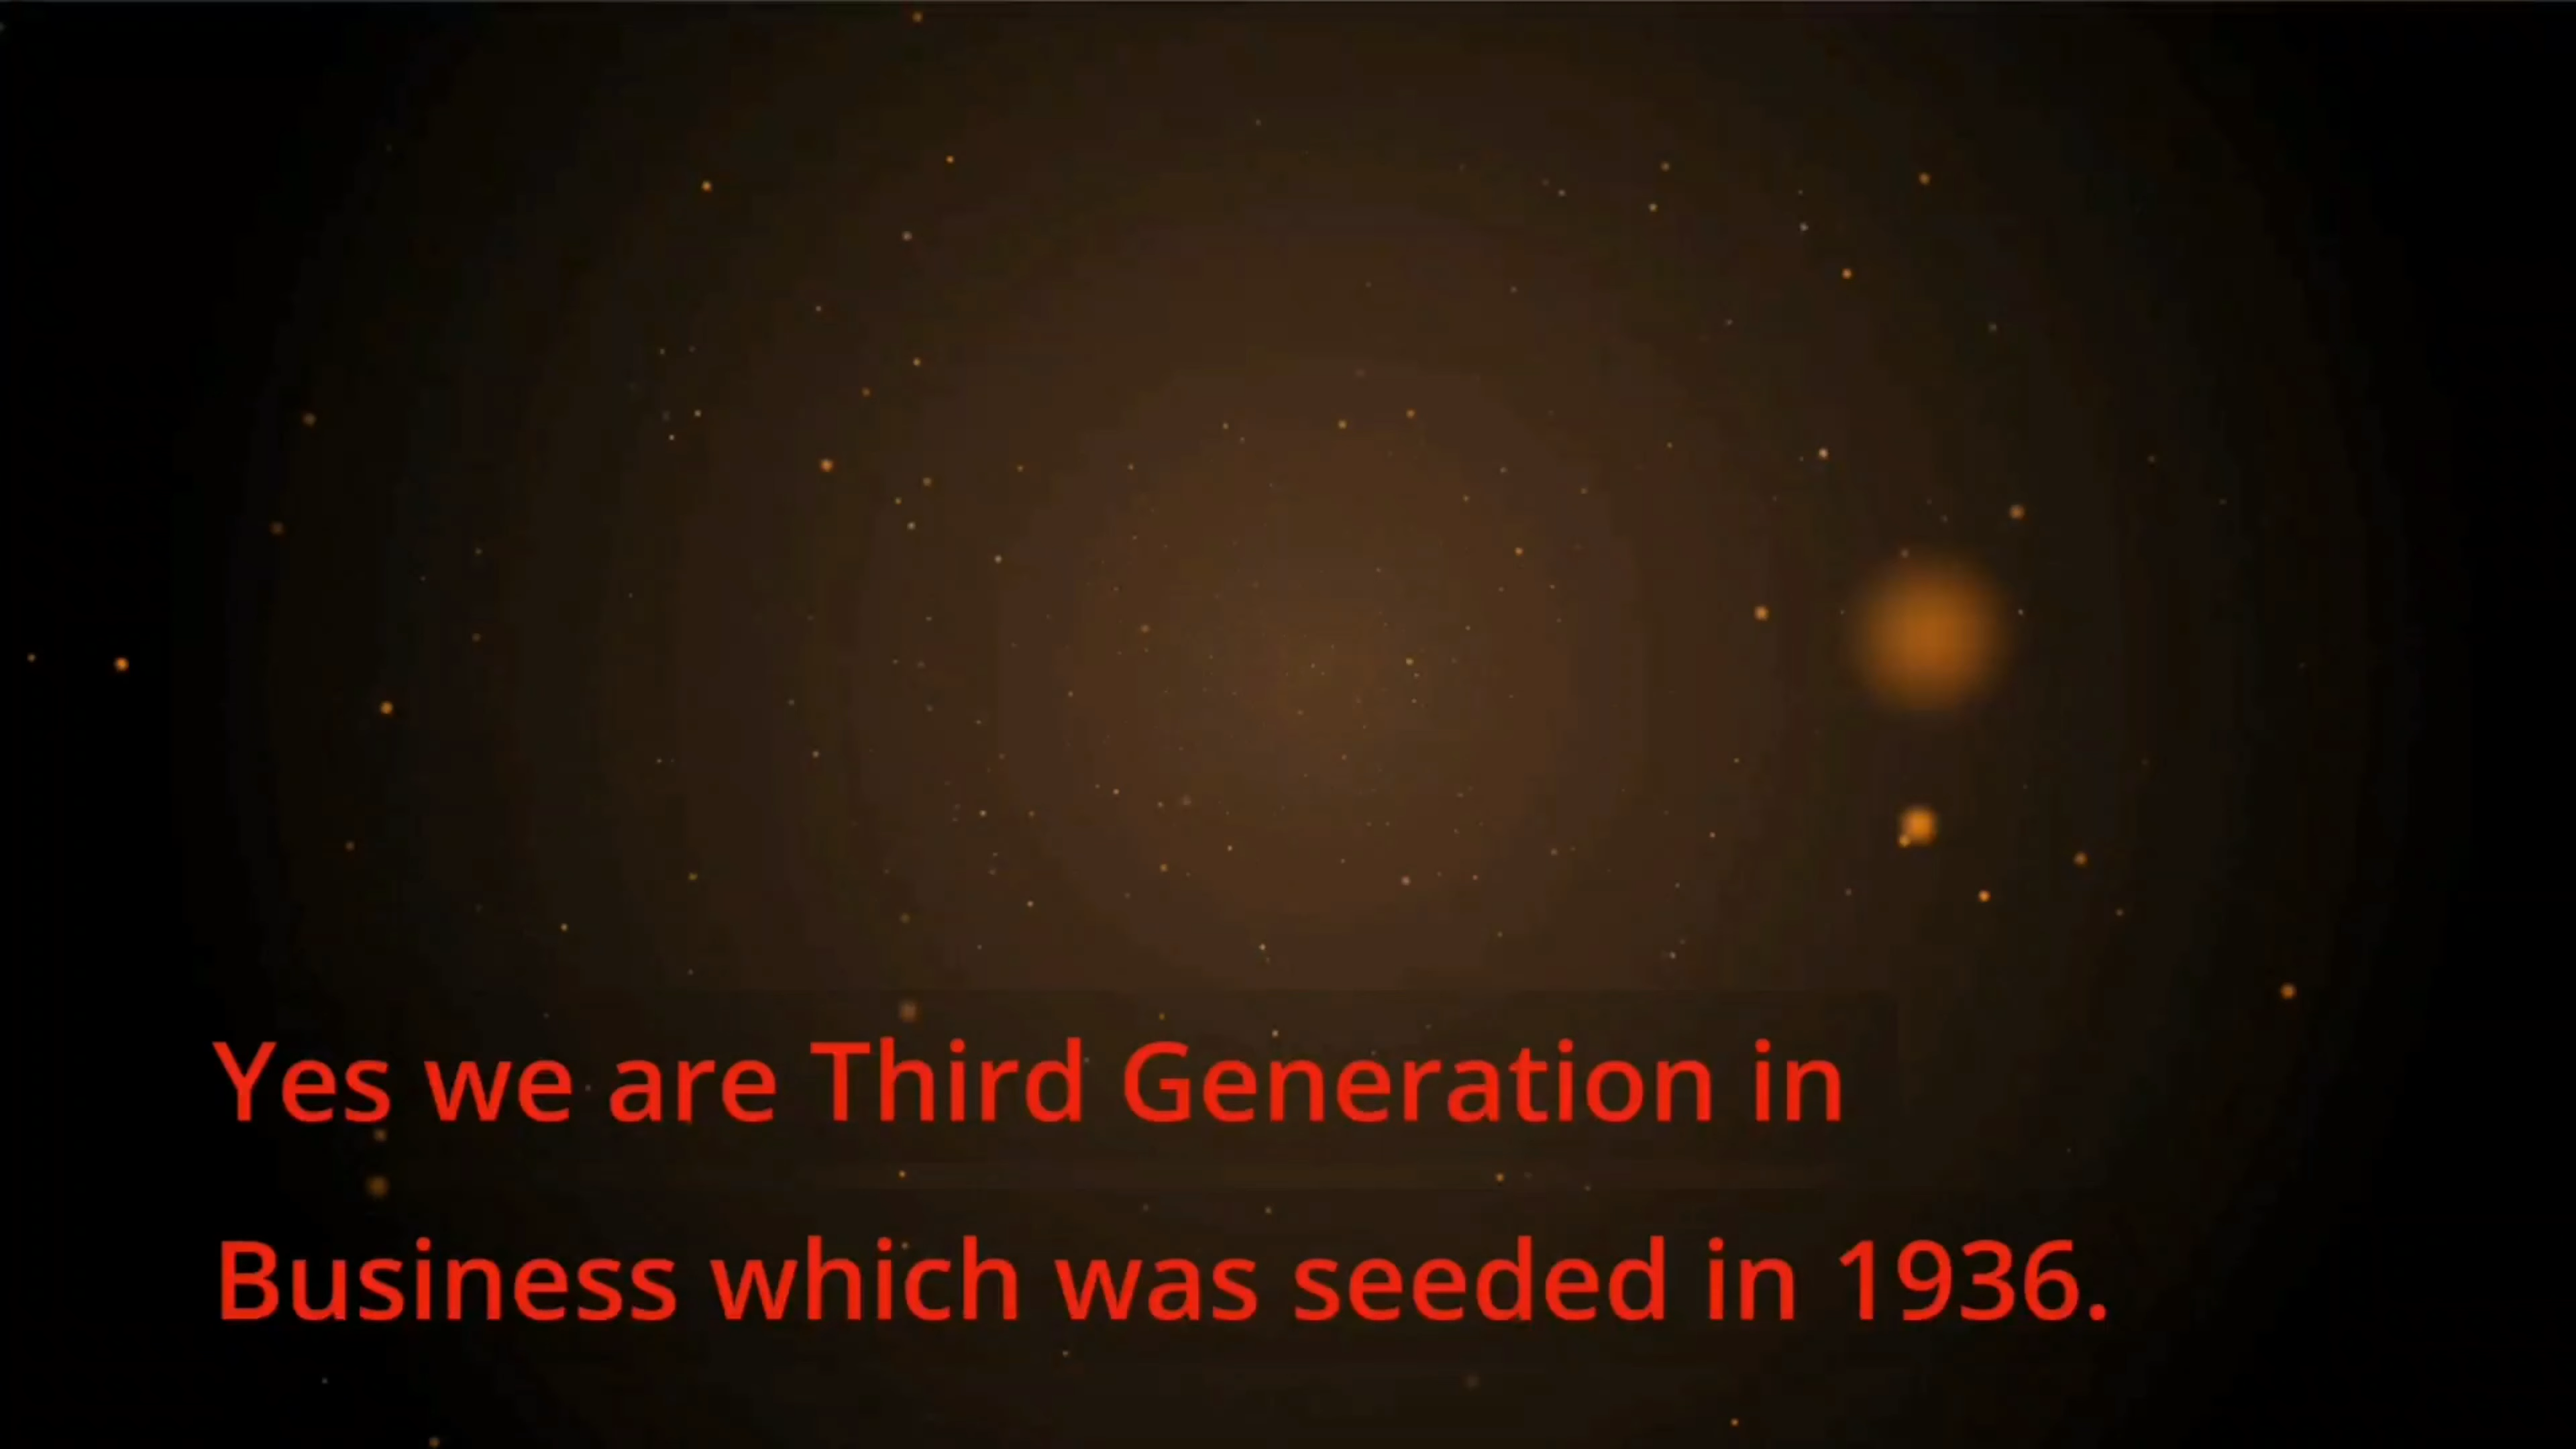 Yes we are Third Generation in
Business which was seeded in 1936.